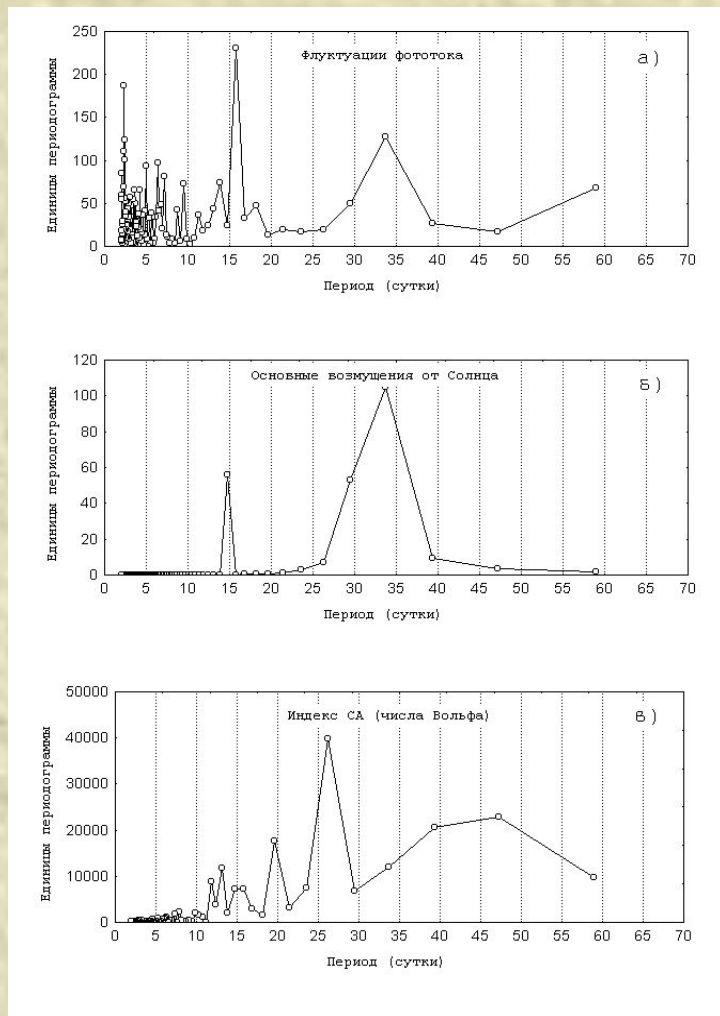 Флуктуации фототока
а)
Единицы периодограммы
250
200
150
100
50
0
0 5 10 15 20 25 30 35 40 45 50 55 60 65 70
Период (сутки)
Основные возмущения от Солнца
б)
Единицы периодограммы
120
100
80
60
40
20
0
0 5 10 15 20 25 30 35 40 45 50 55 60 65 70
Период (сутки)
Индекс СА (числа Вольфа)
в)
Единицы периодограммы
50000
40000
30000
20000
10000
0
0 5 10 15 20 25 30 35 40 45 50 55 60 65 70
Период (сутки)